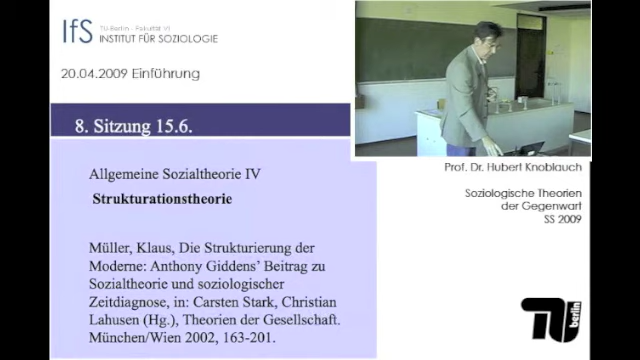 IfS
TU Berlin - Fakultät VI
INSTITUT FÜR SOZIOLOGIE
20.04.2009 Einführung
8. Sitzung 15.6.
Allgemeine Sozialtheorie IV
Strukturationstheorie
Müller, Klaus, Die Strukturierung der
Moderne: Anthony Giddens' Beitrag zu
Sozialtheorie und soziologischer
Zeitdiagnose, in: Carsten Stark, Christian
Lahusen (Hg.), Theorien der Gesellschaft.
München/Wien 2002, 163-201.
Prof. Dr. Hubert Knoblauch
Soziologische Theorien
der Gegenwart
SS 2009
TU
berlin